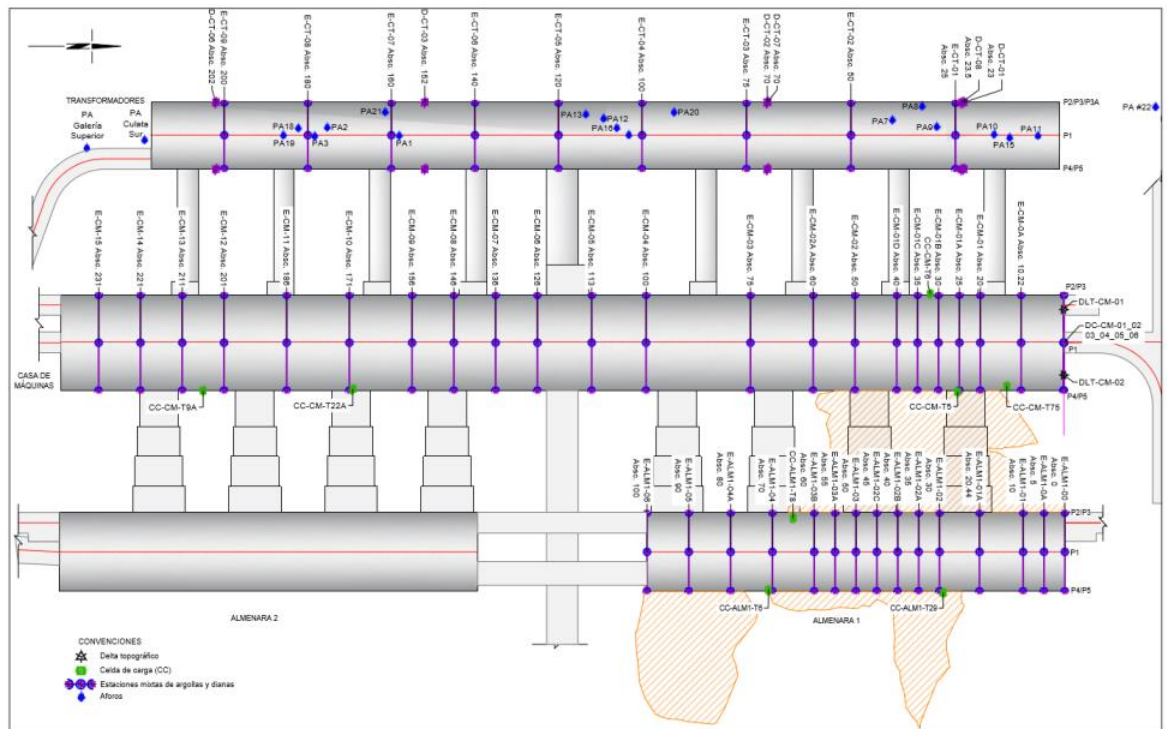 D-CT-06 Absc. 202
E-CT-09 Absc. 200
E-CT-08 Absc. 180
E-CT-07 Absc. 160
D-CT-03 Absc. 152
E-CT-06 Absc. 140
E-CT-05 Absc. 120
E-CT-04 Absc. 100
E-CT-03 Absc. 75
D-CT-02 Absc. 70
D-CT-07 Absc. 70
E-CT-02 Absc. 50
E-CT-01
Absc. 25
D-CT-08
Absc. 23.5
D-CT-01
Absc. 23
TRANSFORMADORES
PA
Galería
Superior
PA
Culata
Sur
PA18
PA19
PA3
PA2
PA21
PA1
PA13
PA12
PA16
PA20
PA7
PA8
PA9
PA10
PA15
PA11
PA #22
P2/P3/P3A
P1
P4/P5
E-CM-15 Absc. 231
E-CM-14 Absc. 221
E-CM-13 Absc. 211
E-CM-12 Absc. 201
E-CM-11 Absc. 186
E-CM-10 Absc. 171
E-CM-09 Absc. 156
E-CM-08 Absc. 146
E-CM-07 Absc. 136
E-CM-06 Absc. 126
E-CM-05 Absc. 113
E-CM-04 Absc. 100
E-CM-03 Absc. 75
E-CM-02A Absc. 60
E-CM-02 Absc. 50
E-CM-01D Absc. 40
E-CM-01C Absc. 35
CC-CM-T6
E-CM-01B Absc. 30
E-CM-01A Absc. 25
E-CM-01 Absc. 20
E-CM-0A Absc. 10.22
P2/P3
DLT-CM-01
DC-CM-01_02
03_04_05_06
P1
DLT-CM-02
P4/P5
CASA DE
MÁQUINAS
CC-CM-T9A
CC-CM-T22A
CC-CM-T5
CC-CM-T75
E-ALM1-06
Absc. 100
E-ALM1-05
Absc. 90
E-ALM1-04A
Absc. 80
E-ALM1-04
Absc. 70
CC-ALM1-T8
E-ALM1-03B
Absc. 60
E-ALM1-03A
Absc. 55
E-ALM1-03
Absc. 50
E-ALM1-02C
Absc. 45
E-ALM1-02B
Absc. 40
E-ALM1-02A
Absc. 35
E-ALM1-02
Absc. 30
E-ALM1-01A
Absc. 20.44
E-ALM1-01
Absc. 10
E-ALM1-0A
Absc. 5
E-ALM1-00
Absc. 0
P2/P3
P1
P4/P5
CC-ALM1-T6
CC-ALM1-T29
ALMENARA 2
ALMENARA 1
CONVENCIONES
Delta topográfico
Celda de carga (CC)
Estaciones mixtas de argollas y dianas
Aforos